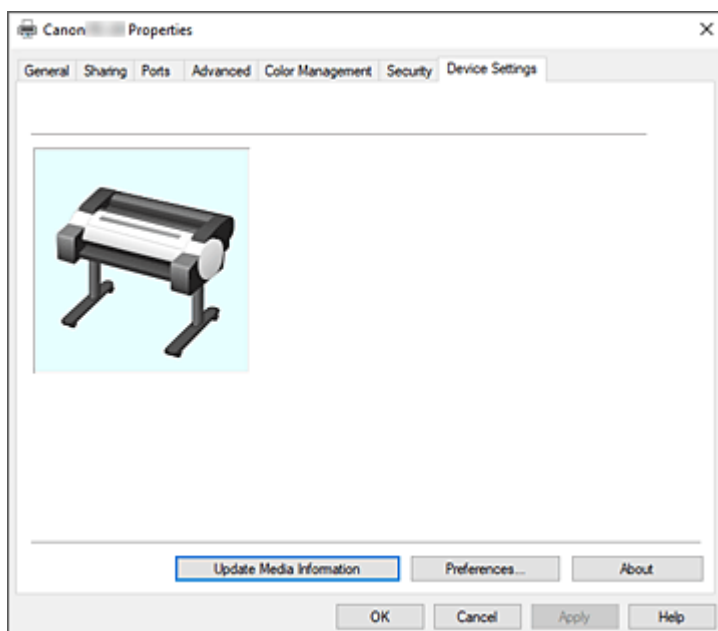 Canon Properties
General Sharing Ports Advanced Color Management Security Device Settings
Update Media Information Preferences... About
OK Cancel Apply Help